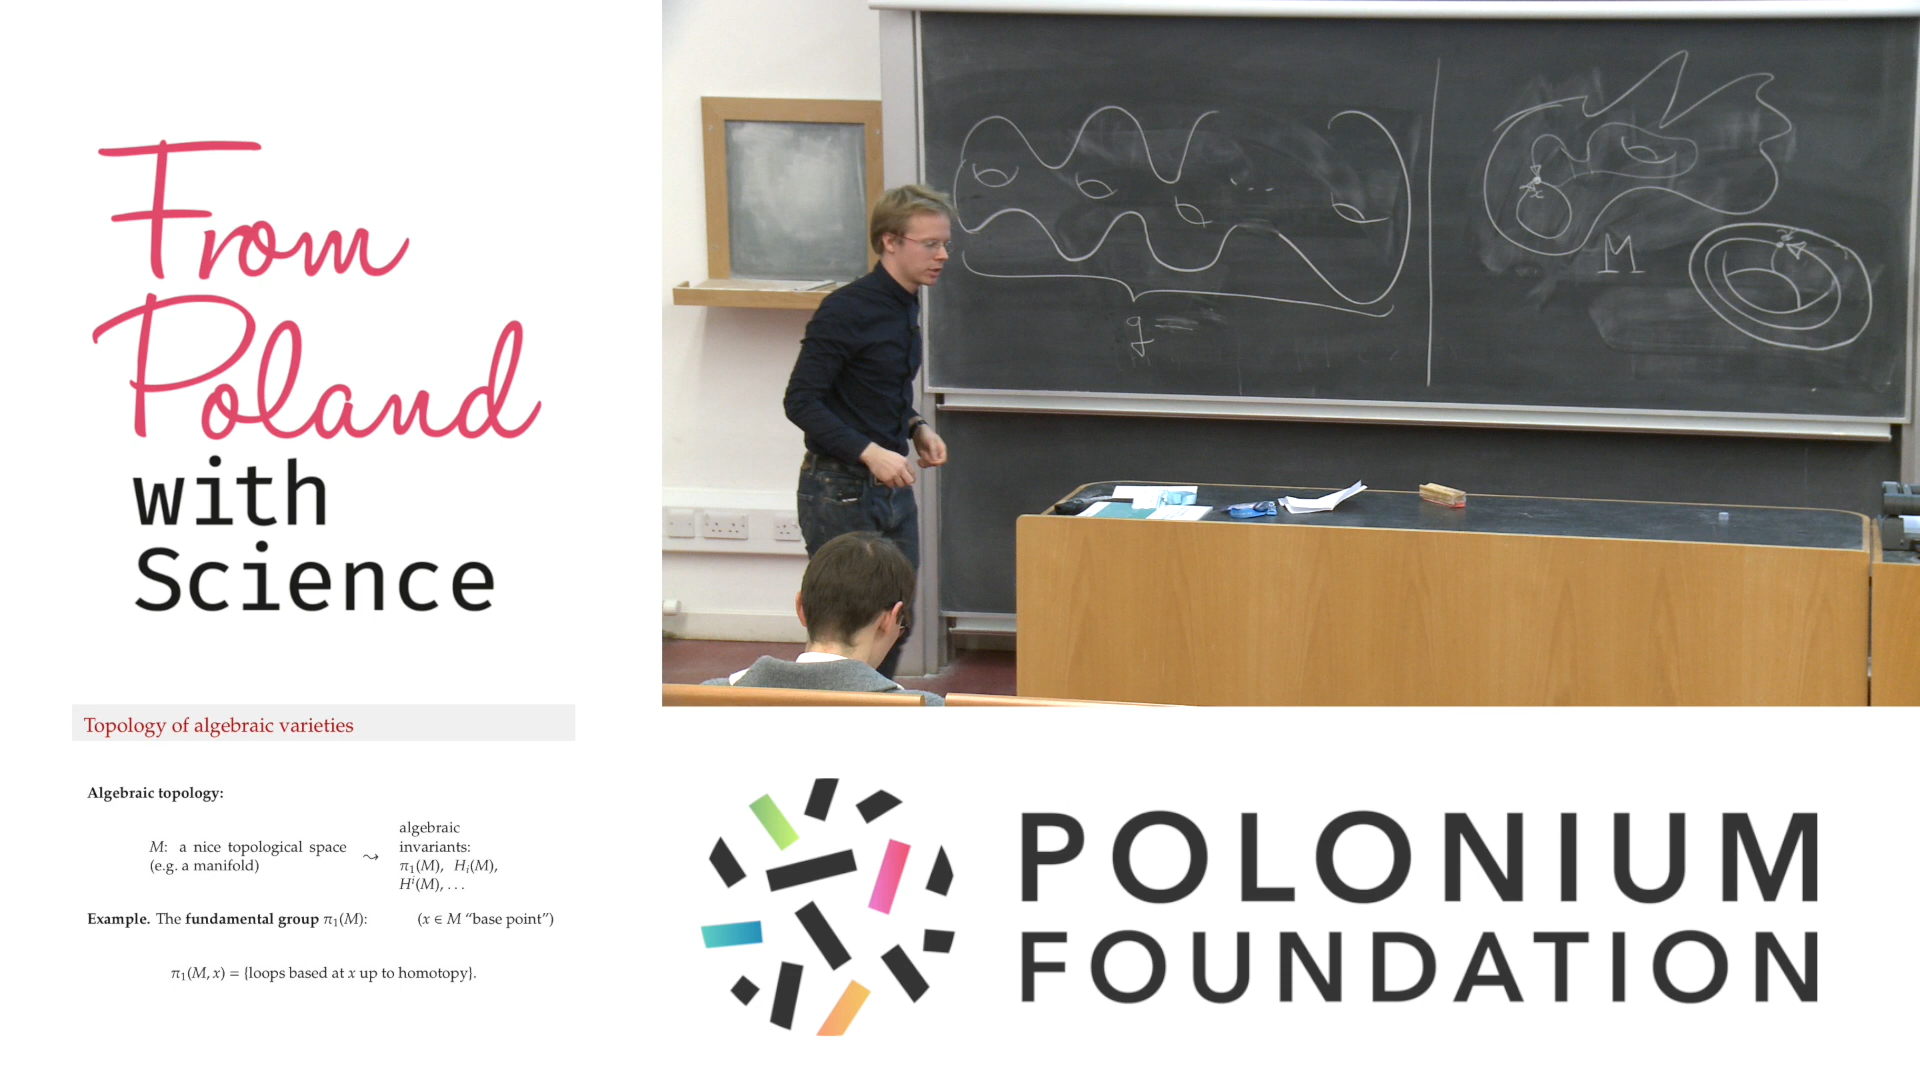 From
Poland
with
Science
Topology of algebraic varieties
Algebraic topology:
M: a nice topological space
(e.g. a manifold)
⤳
algebraic
invariants:
π₁(M), Hᵢ(M),
Hⁱ(M), . . .
Example. The fundamental group π₁(M): (x ∈ M “base point”)
π₁(M, x) = {loops based at x up to homotopy}.
g =
...
x
M
x
POLONIUM
FOUNDATION